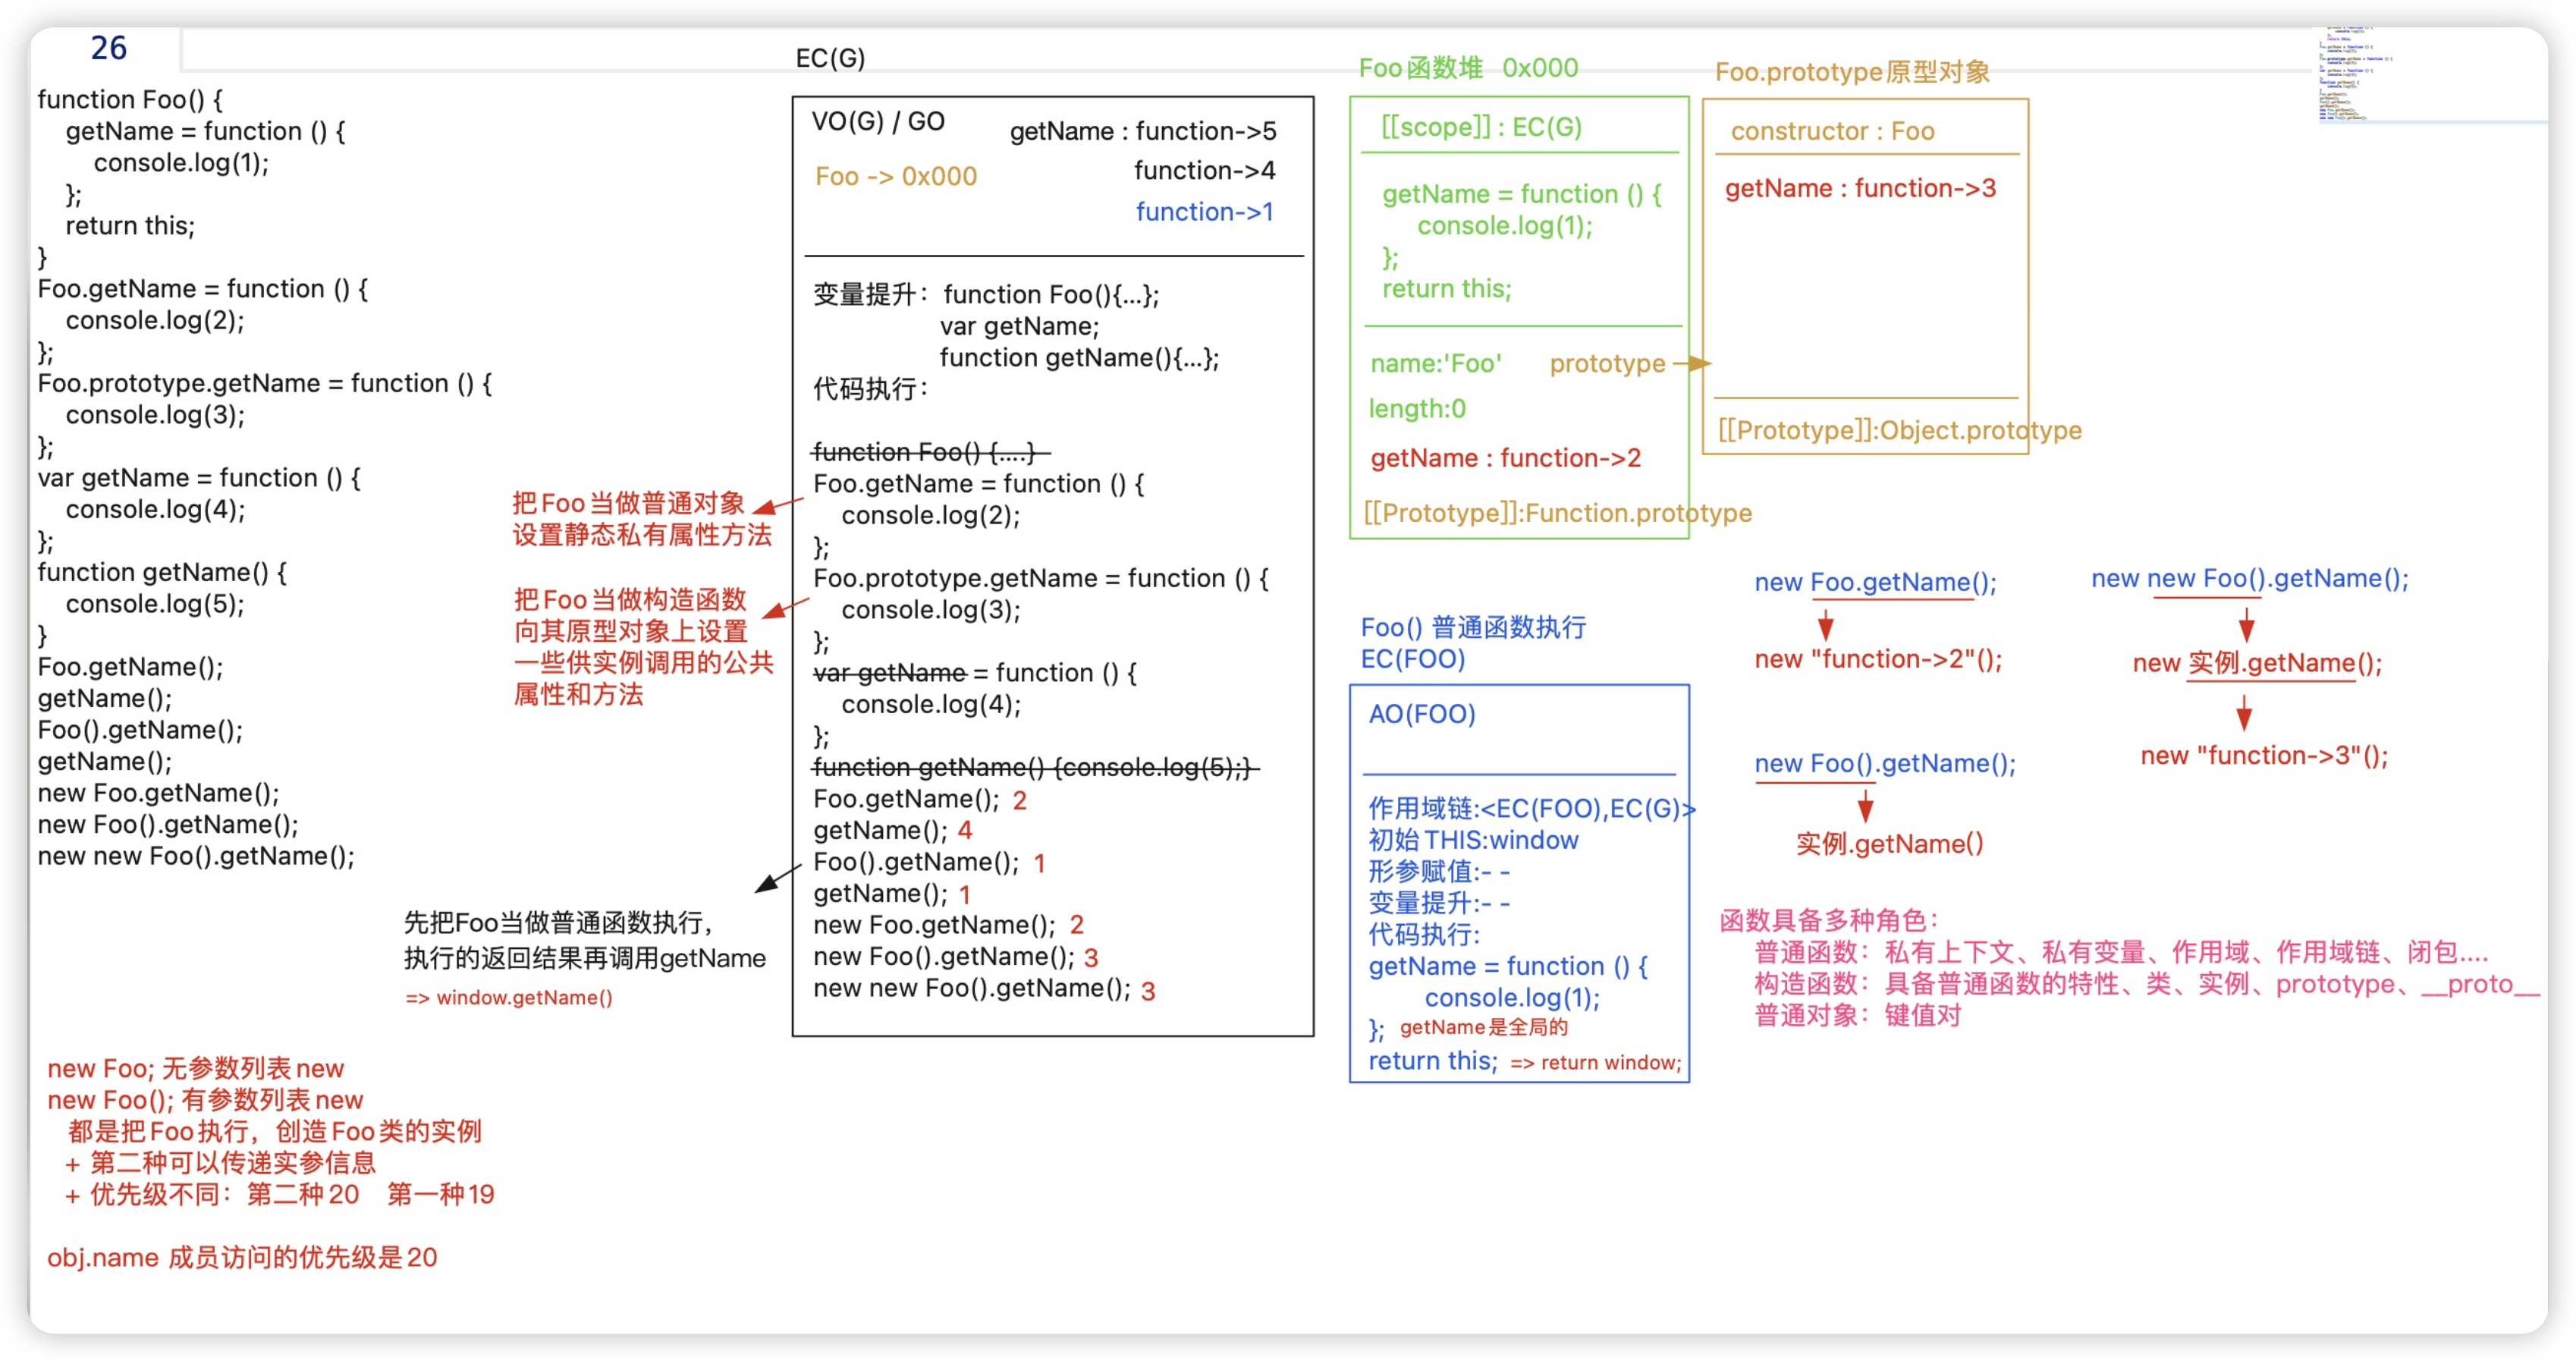 26
function Foo() {
getName = function () {
console.log(1);
};
return this;
}
Foo.getName = function () {
console.log(2);
};
Foo.prototype.getName = function () {
console.log(3);
};
var getName = function () {
console.log(4);
};
function getName() {
console.log(5);
}
Foo.getName();
getName();
Foo().getName();
getName();
new Foo.getName();
new Foo().getName();
new new Foo().getName();
把Foo当做普通对象
设置静态私有属性方法
把Foo当做构造函数
向其原型对象上设置
一些供实例调用的公共
属性和方法
先把Foo当做普通函数执行,
执行的返回结果再调用getName
=> window.getName()
new Foo; 无参数列表new
new Foo(); 有参数列表new
都是把Foo执行，创造Foo类的实例
+ 第二种可以传递实参信息
+ 优先级不同：第二种20 第一种19
obj.name 成员访问的优先级是20
EC(G)
VO(G) / GO
getName : function->5
Foo -> 0x000
function->4
function->1
变量提升：function Foo(){...};
var getName;
function getName(){...};
代码执行：
function Foo() {....}
Foo.getName = function () {
console.log(2);
};
Foo.prototype.getName = function () {
console.log(3);
};
var getName = function () {
console.log(4);
};
function getName() {console.log(5);}
Foo.getName(); 2
getName(); 4
Foo().getName(); 1
getName(); 1
new Foo.getName(); 2
new Foo().getName(); 3
new new Foo().getName(); 3
Foo函数堆 0x000
[[scope]] : EC(G)
getName = function () {
console.log(1);
};
return this;
name:'Foo' prototype
length:0
getName : function->2
[[Prototype]]:Function.prototype
Foo.prototype原型对象
constructor : Foo
getName : function->3
[[Prototype]]:Object.prototype
Foo() 普通函数执行
EC(FOO)
AO(FOO)
作用域链:<EC(FOO),EC(G)>
初始THIS:window
形参赋值:- -
变量提升:- -
代码执行:
getName = function () {
console.log(1);
}; getName是全局的
return this; => return window;
new Foo.getName();
new "function->2"();
new Foo().getName();
实例.getName()
new new Foo().getName();
new 实例.getName();
new "function->3"();
函数具备多种角色：
普通函数：私有上下文、私有变量、作用域、作用域链、闭包....
构造函数：具备普通函数的特性、类、实例、prototype、__proto__
普通对象：键值对